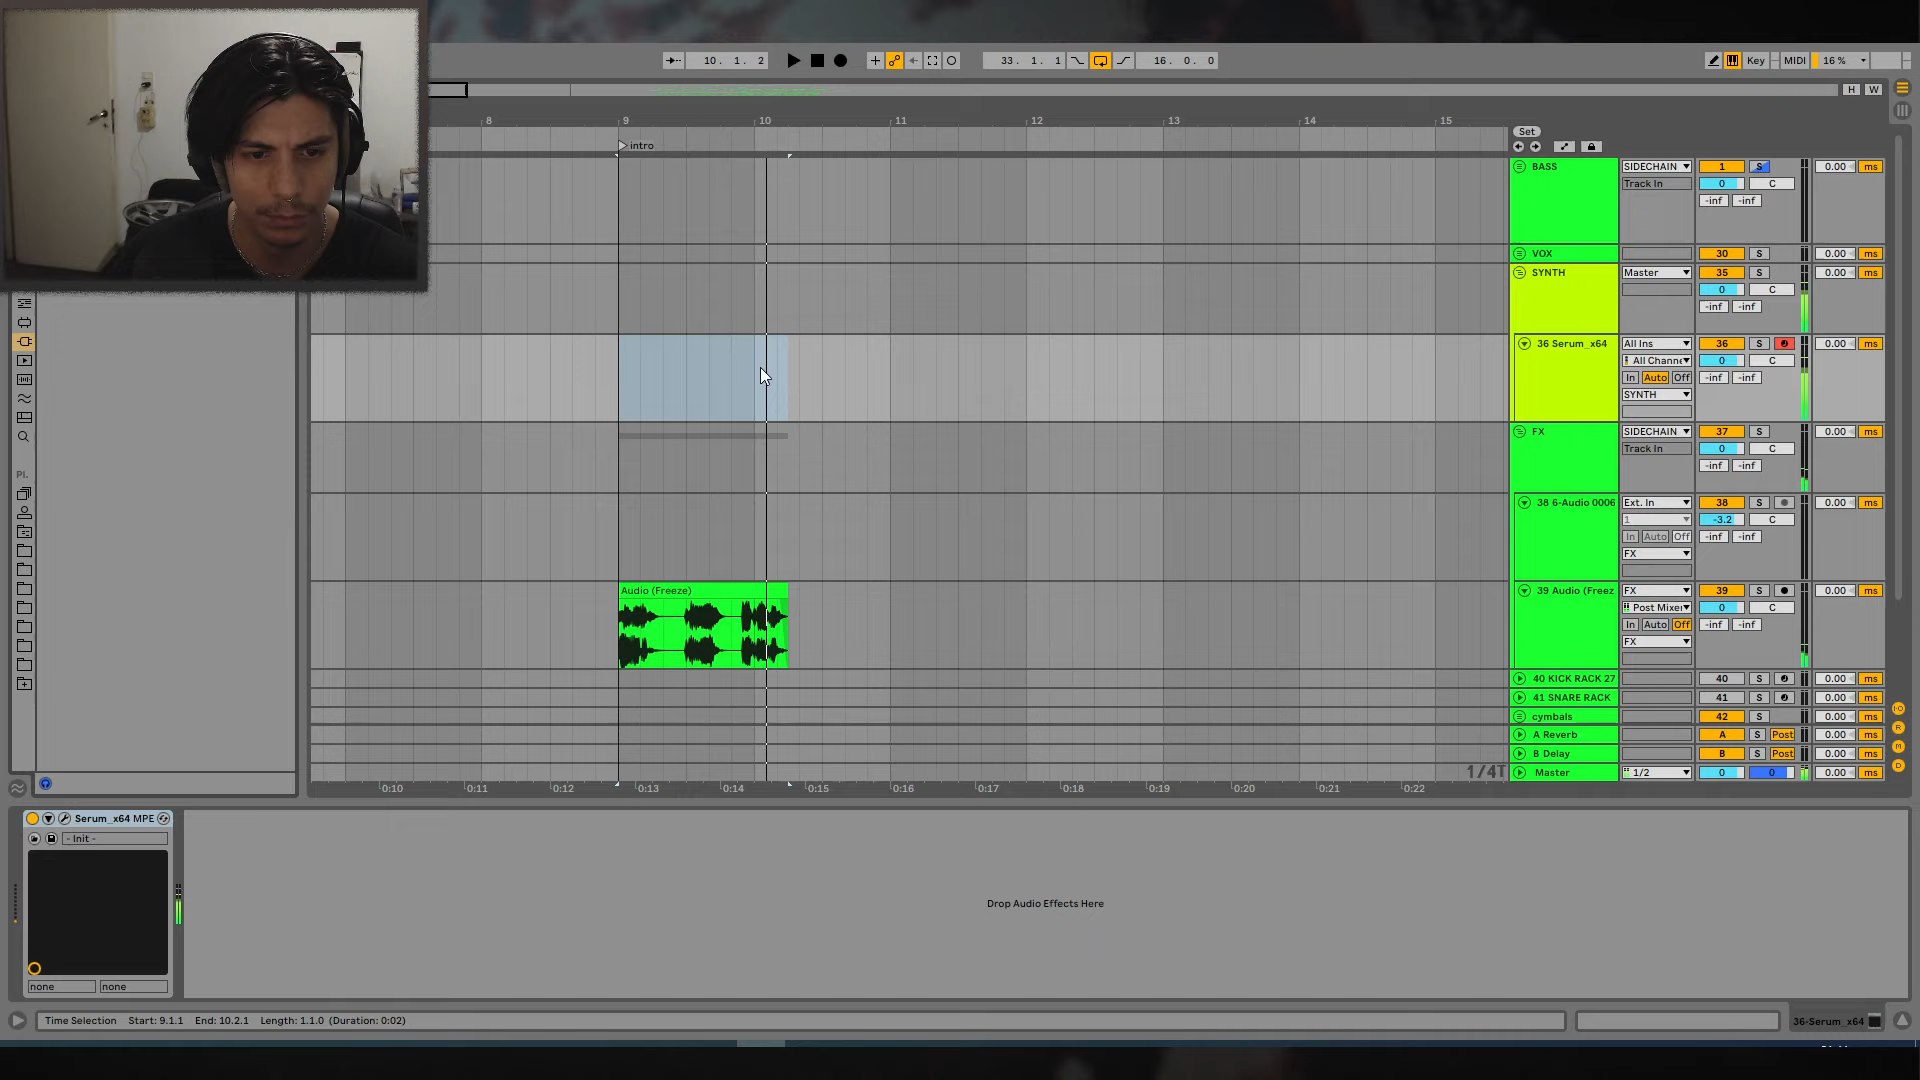 10. 1. 2
33. 1. 1
16. 0. 0
Key
MIDI
16 %
H W
8 9 10 11 12 13 14 15
Set
intro
BASS SIDECHAIN 1 S 0.00 ms
Track In 0 C
-inf -inf
VOX 30 S 0.00 ms
SYNTH Master 35 S 0.00 ms
0 C
-inf -inf
36 Serum_x64 All Ins 36 S 0.00 ms
All Channe 0 C
In Auto Off -inf -inf
SYNTH
FX SIDECHAIN 37 S 0.00 ms
Track In 0 C
-inf -inf
PI.
38 6-Audio 0006 Ext. In 38 S 0.00 ms
1 -3.2 C
In Auto Off -inf -inf
FX
Audio (Freeze)
39 Audio (Freez FX 39 S 0.00 ms
Post Mixer 0 C
In Auto Off -inf -inf
FX
40 KICK RACK 27 40 S 0.00 ms
41 SNARE RACK 41 S 0.00 ms
cymbals 42 S 0.00 ms
A Reverb A S Post 0.00 ms
B Delay B S Post 0.00 ms
1/4T
Master 1/2 0 0 0.00 ms
0:10 0:11 0:12 0:13 0:14 0:15 0:16 0:17 0:18 0:19 0:20 0:21 0:22
Serum_x64 MPE
- Init -
Drop Audio Effects Here
none none
Time Selection Start: 9.1.1 End: 10.2.1 Length: 1.1.0 (Duration: 0:02)
36-Serum_x64